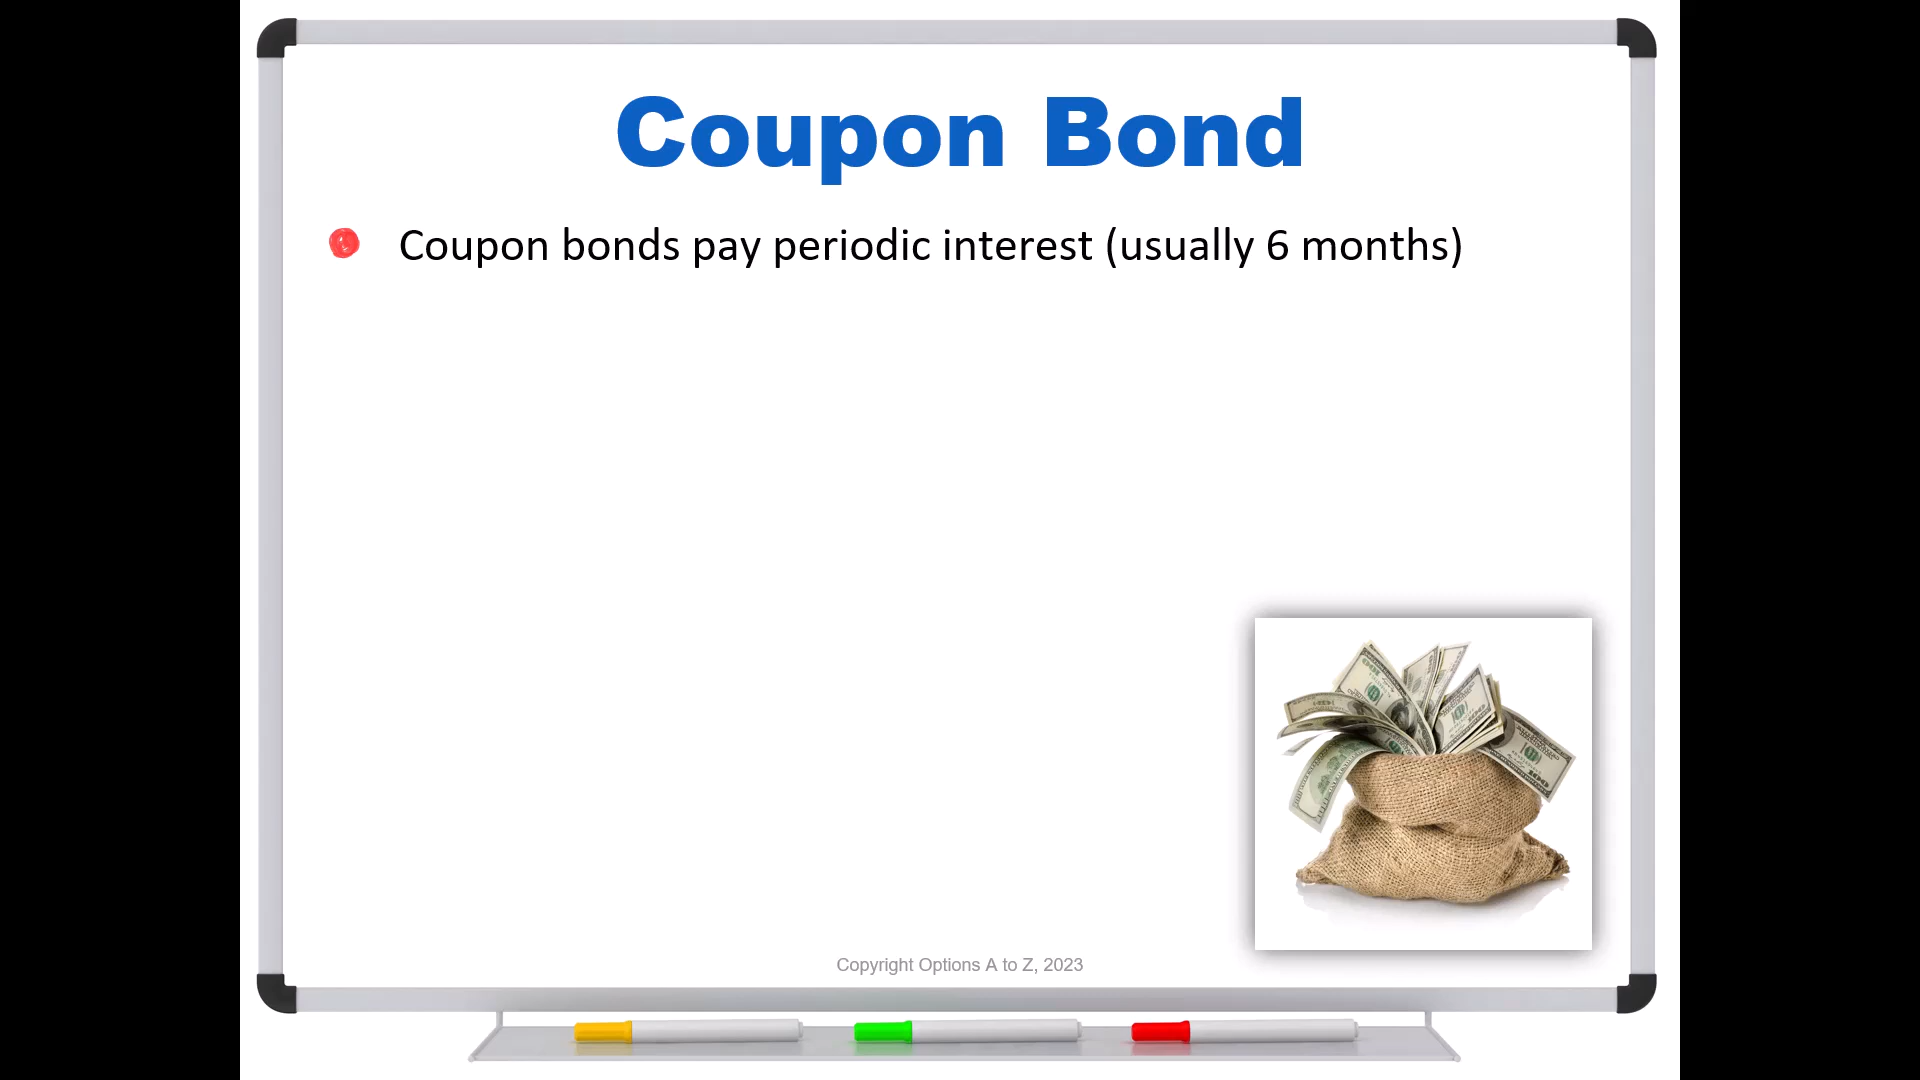 Coupon Bond
Coupon bonds pay periodic interest (usually 6 months)
Copyright Options A to Z, 2023